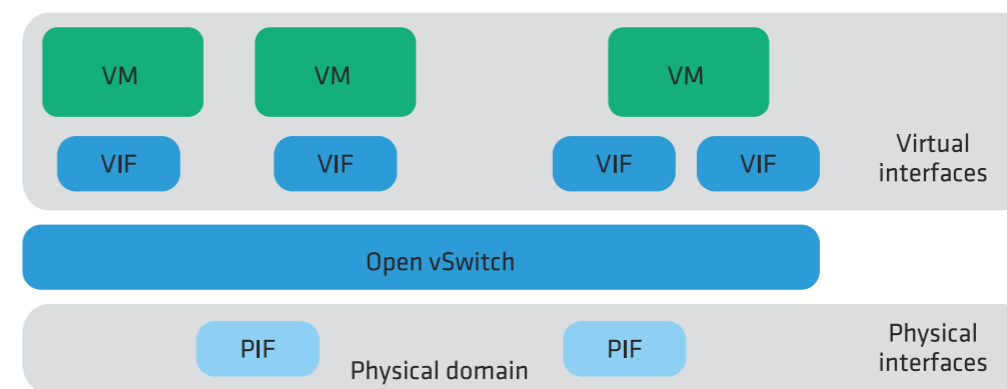 VM VM VM
VIF VIF VIF VIF
Virtual
interfaces
Open vSwitch
PIF PIF
Physical domain
Physical
interfaces